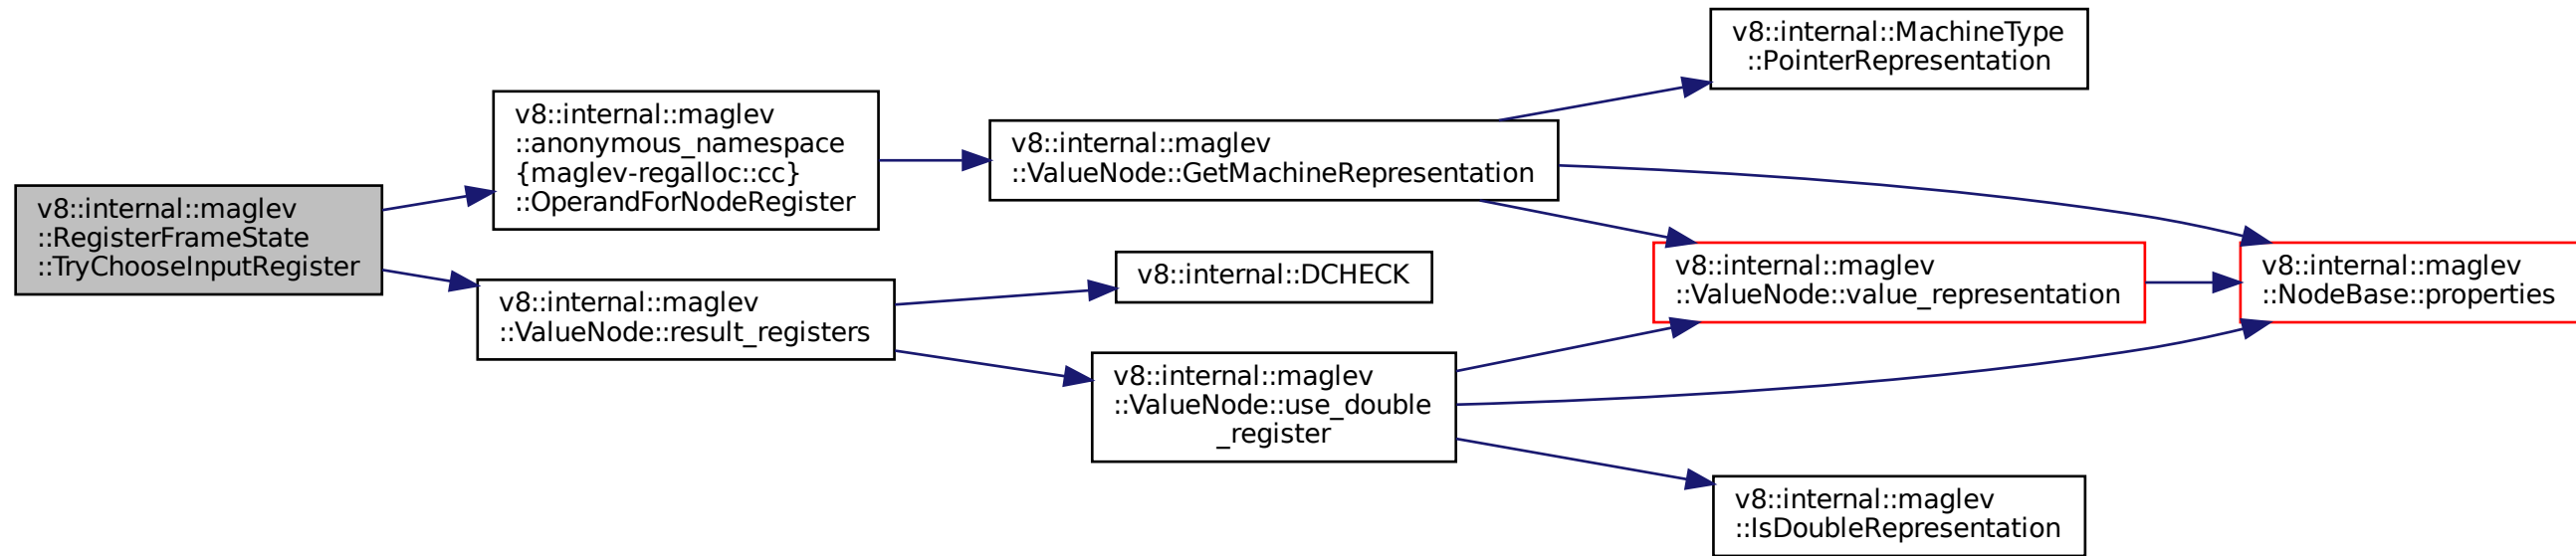 v8::internal::maglev
::RegisterFrameState
::TryChooseInputRegister
v8::internal::maglev
::anonymous_namespace
{maglev-regalloc::cc}
::OperandForNodeRegister
v8::internal::maglev
::ValueNode::GetMachineRepresentation
v8::internal::MachineType
::PointerRepresentation
v8::internal::maglev
::ValueNode::value_representation
v8::internal::maglev
::NodeBase::properties
v8::internal::maglev
::ValueNode::result_registers
v8::internal::DCHECK
v8::internal::maglev
::ValueNode::use_double
_register
v8::internal::maglev
::IsDoubleRepresentation